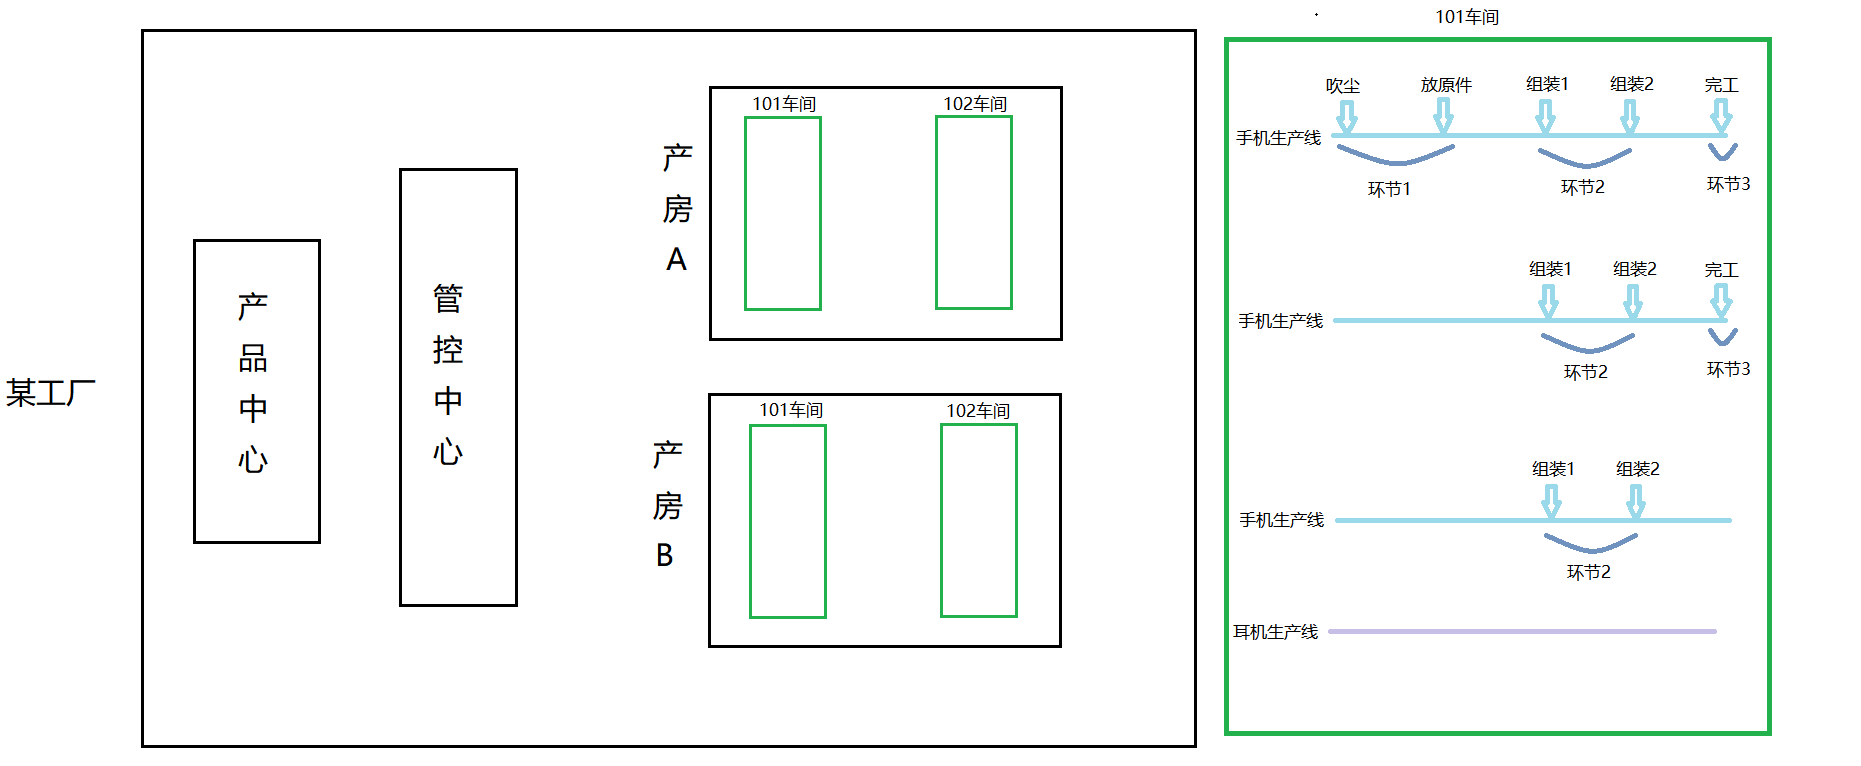 某工厂
产品中心
管控中心
产房A
101车间
102车间
产房B
101车间
102车间
101车间
吹尘
放原件
组装1
组装2
完工
手机生产线
环节1
环节2
环节3
组装1
组装2
完工
手机生产线
环节2
环节3
组装1
组装2
手机生产线
环节2
耳机生产线